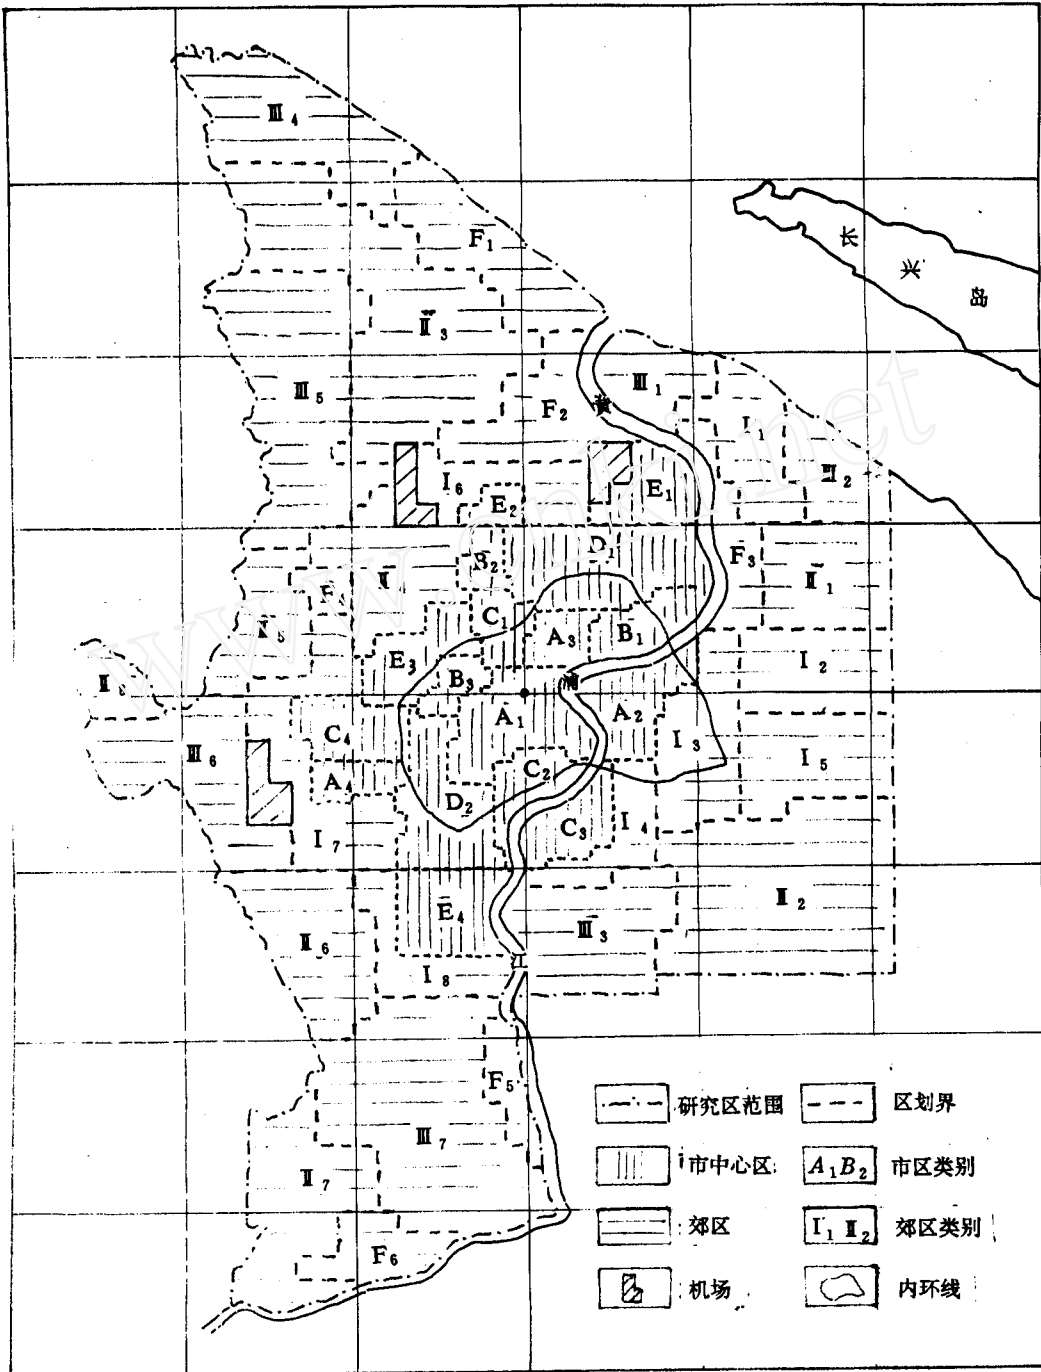 Ⅲ₄
F₁
长
兴
岛
Ⅱ₃
Ⅲ₅
Ⅲ₁
F₂
黄
I₁
Ⅲ₂
I₆
E₂
E₁
D₁
B₂
F₃
Ⅱ₁
C₁
A₃
B₁
E₃
B₃
I₂
浦
A₁
A₂
I₃
C₄
Ⅲ₆
I₅
C₂
A₄
D₂
C₃
I₄
I₇
E₄
Ⅱ₂
Ⅲ₃
Ⅱ₆
江
I₈
F₅
Ⅲ₇
Ⅱ₇
F₆
研究区范围
区划界
市中心区
A₁B₂
市区类别
郊区
I₁ Ⅱ₂
郊区类别
机场
内环线
www.cnki.net